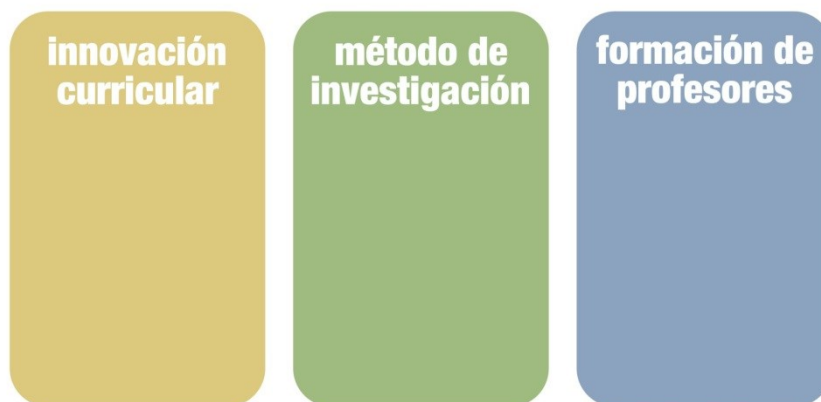 innovación
curricular
método de
investigación
formación de
profesores